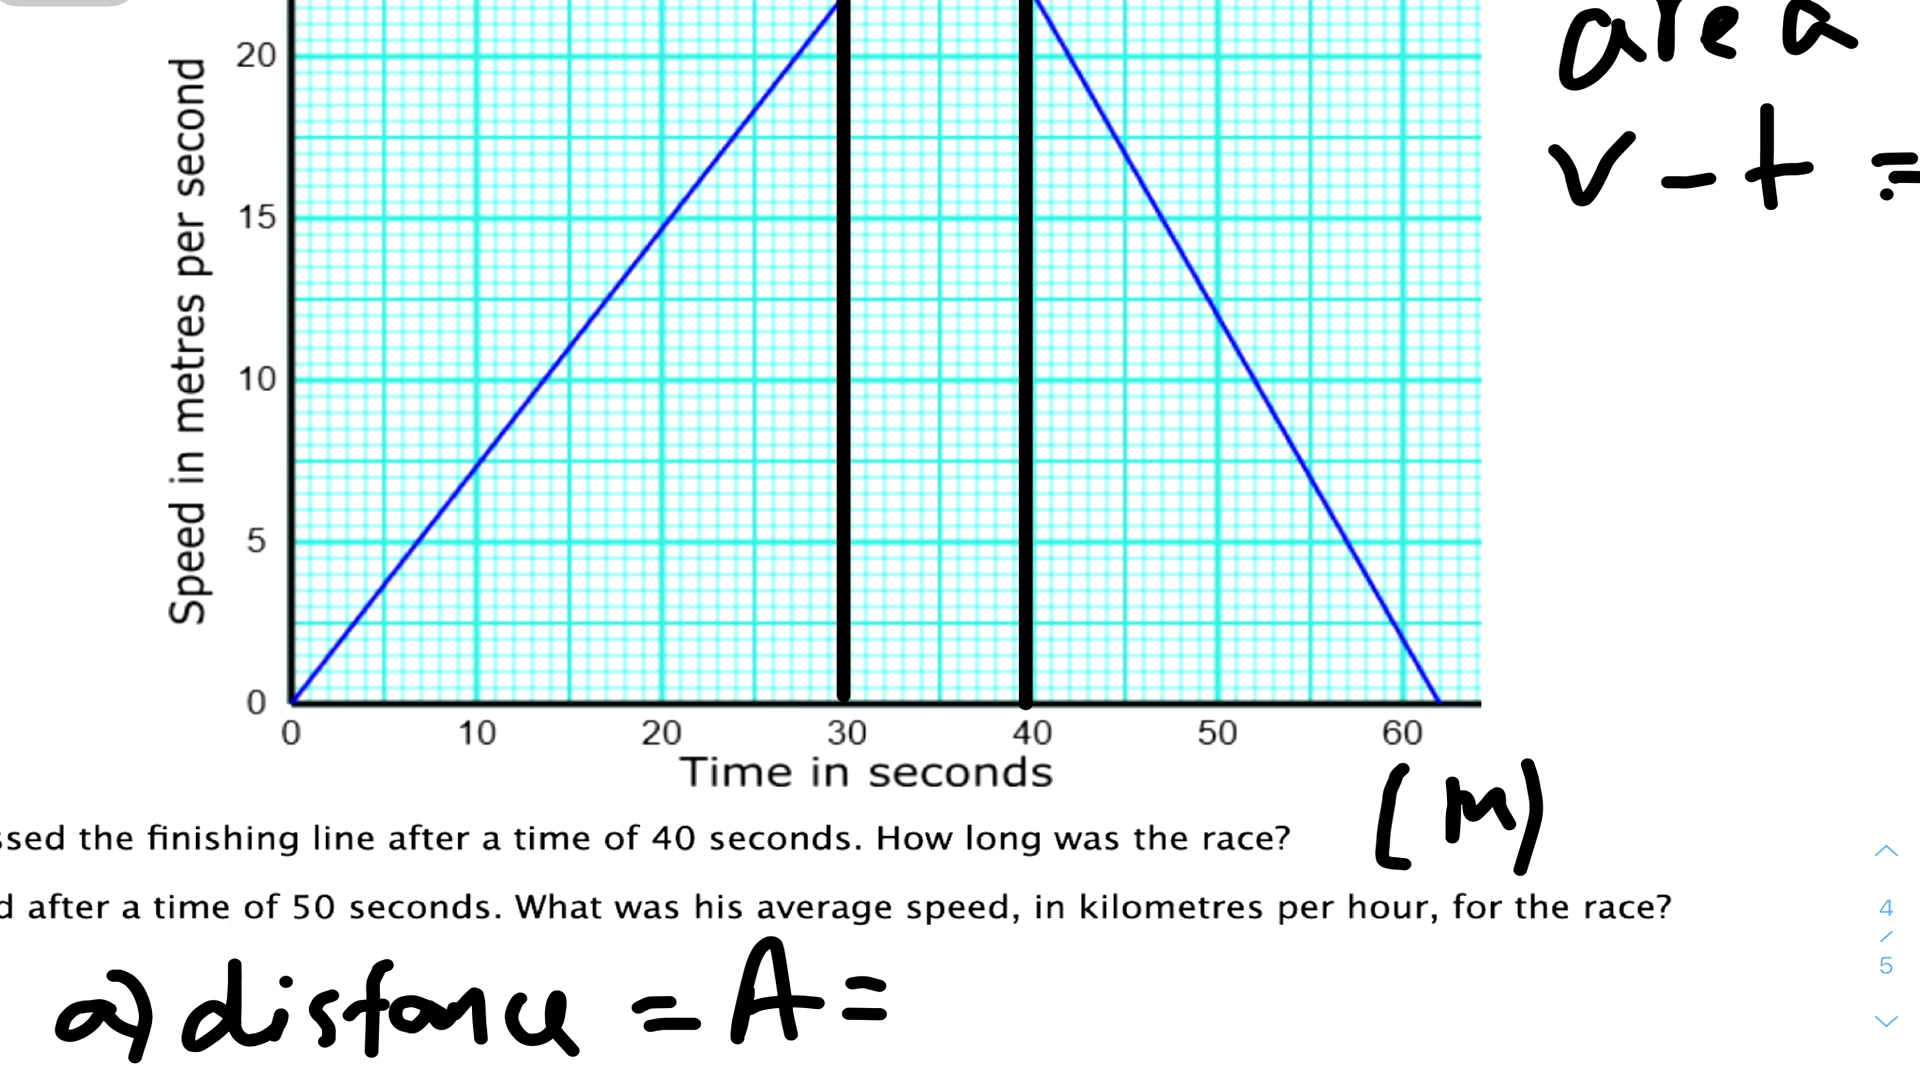 area
20
v-t =
Speed in metres per second
15
10
5
0
0 10 20 30 40 50 60
Time in seconds
(M)
ssed the finishing line after a time of 40 seconds. How long was the race?
d after a time of 50 seconds. What was his average speed, in kilometres per hour, for the race?
4
/
5
a) distance = A =